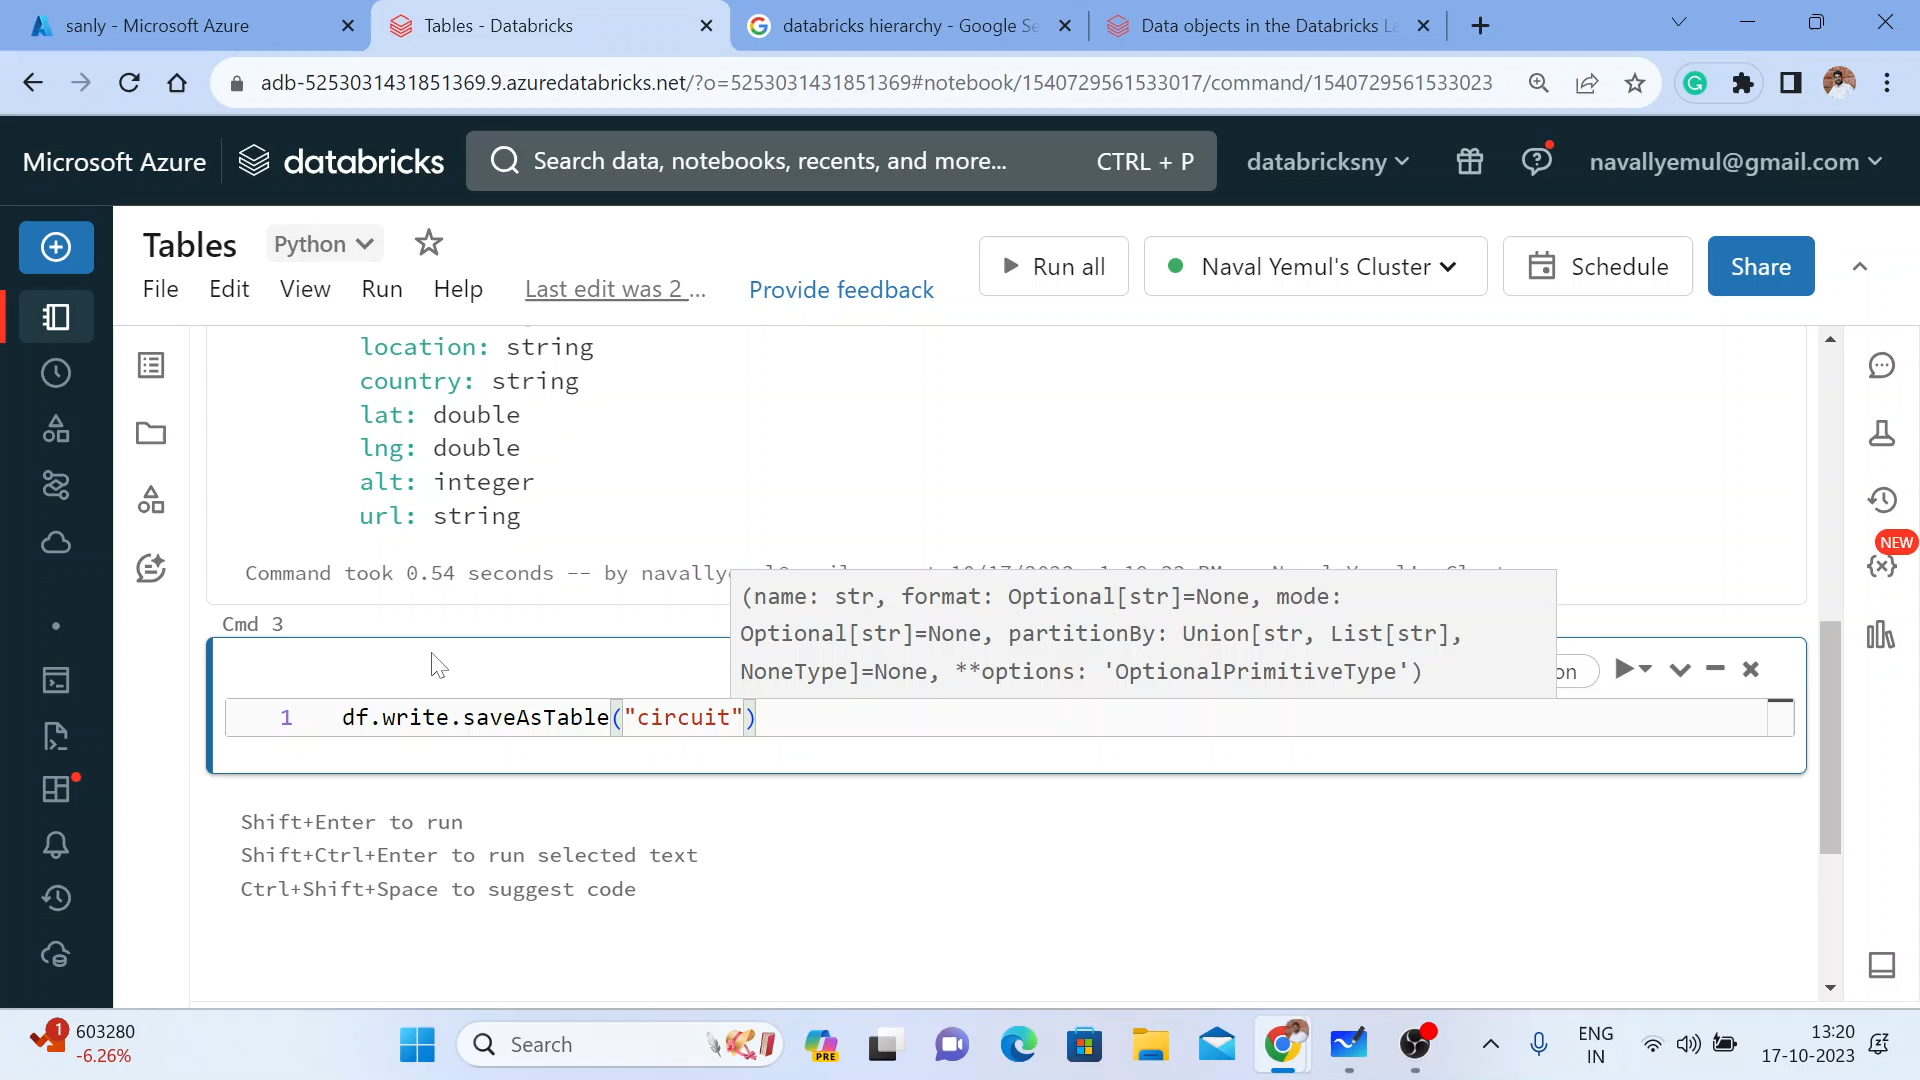 sanly - Microsoft Azure
Tables - Databricks
databricks hierarchy - Google Se
Data objects in the Databricks La
adb-5253031431851369.9.azuredatabricks.net/?o=5253031431851369#notebook/1540729561533017/command/1540729561533023
Microsoft Azure
databricks
Search data, notebooks, recents, and more...
CTRL + P
databricksny
navallyemul@gmail.com
Tables
Python
File Edit View Run Help
Last edit was 2 ...
Provide feedback
Run all
Naval Yemul's Cluster
Schedule
Share
location: string
country: string
lat: double
lng: double
alt: integer
url: string
Command took 0.54 seconds -- by navally
(name: str, format: Optional[str]=None, mode:
Optional[str]=None, partitionBy: Union[str, List[str],
NoneType]=None, **options: 'OptionalPrimitiveType')
Cmd 3
on
1 df.write.saveAsTable("circuit")
Shift+Enter to run
Shift+Ctrl+Enter to run selected text
Ctrl+Shift+Space to suggest code
NEW
1
603280
-6.26%
Search
PRE
ENG
IN
13:20
17-10-2023